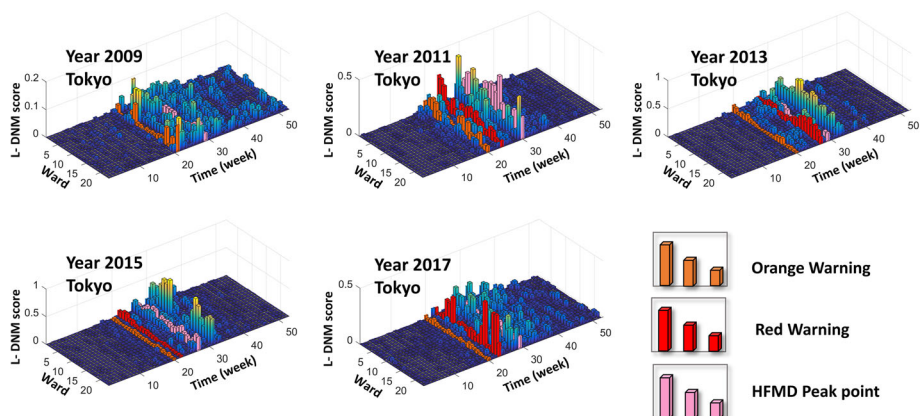 Year 2009
Tokyo
L- DNM score
0.2
0.1
0
5
10
15
20
Ward
10
20
30
40
50
Time (week)
Year 2011
Tokyo
L- DNM score
0.5
0
5
10
15
20
Ward
10
20
30
40
50
Time (week)
Year 2013
Tokyo
L- DNM score
1
0.5
0
5
10
15
20
Ward
10
20
30
40
50
Time (week)
Year 2015
Tokyo
L- DNM score
1
0.5
0
5
10
15
20
Ward
10
20
30
40
50
Time (week)
Year 2017
Tokyo
L- DNM score
0.5
0
5
10
15
20
Ward
10
20
30
40
50
Time (week)
Orange Warning
Red Warning
HFMD Peak point